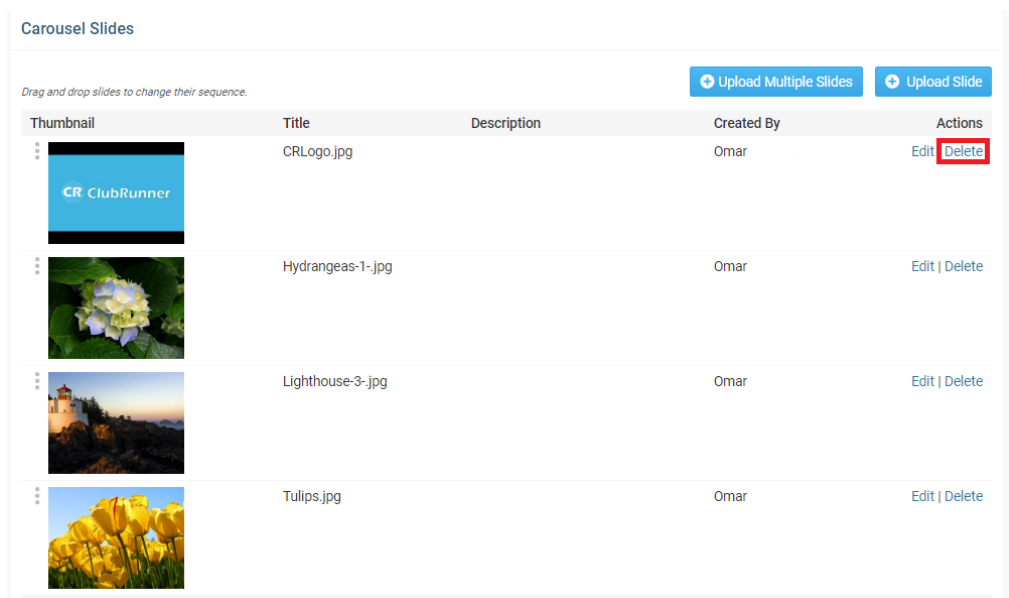 Carousel Slides
Upload Multiple Slides Upload Slide
Drag and drop slides to change their sequence.
Thumbnail Title Description Created By Actions
CRLogo.jpg Omar Edit | Delete
CR ClubRunner
Hydrangeas-1-.jpg Omar Edit | Delete
Lighthouse-3-.jpg Omar Edit | Delete
Tulips.jpg Omar Edit | Delete